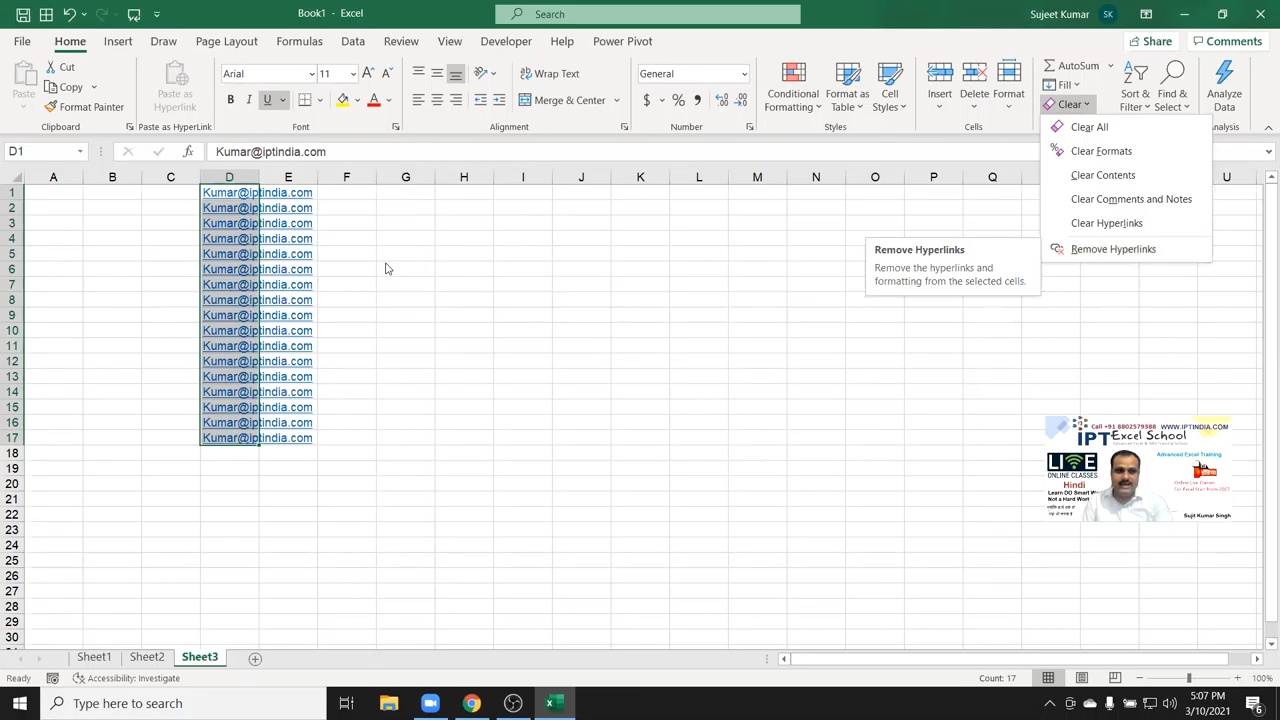 Book1 - Excel
Search
Sujeet Kumar
SK
File Home Insert Draw Page Layout Formulas Data Review View Developer Help Power Pivot
Share Comments
Paste
Cut
Copy
Format Painter
Clipboard
Paste as
Hyperlink
Paste as HyperLink
Arial 11
B I U
Font
Wrap Text
Merge & Center
Alignment
General
$ % 9
Number
Conditional
Formatting
Format as
Table
Cell
Styles
Styles
Insert Delete Format
Cells
AutoSum
Fill
Clear
Sort &
Filter
Find &
Select
Analyze
Data
Analysis
Clear All
Clear Formats
Clear Contents
Clear Comments and Notes
Clear Hyperlinks
Remove Hyperlinks
Remove Hyperlinks
Remove the hyperlinks and
formatting from the selected cells.
D1 fx Kumar@iptindia.com
A B C D E F G H I J K L M N O P Q U
1 Kumar@iptindia.com
2 Kumar@iptindia.com
3 Kumar@iptindia.com
4 Kumar@iptindia.com
5 Kumar@iptindia.com
6 Kumar@iptindia.com
7 Kumar@iptindia.com
8 Kumar@iptindia.com
9 Kumar@iptindia.com
10 Kumar@iptindia.com
11 Kumar@iptindia.com
12 Kumar@iptindia.com
13 Kumar@iptindia.com
14 Kumar@iptindia.com
15 Kumar@iptindia.com
16 Kumar@iptindia.com
17 Kumar@iptindia.com
18
19
20
21
22
23
24
25
26
27
28
29
30
Call +91 8802579388 WWW.IPTINDIA.COM
IPT Excel School
LIVE
ONLINE CLASSES
Hindi
Learn DO Smart W
Not a Hard Work
Advanced Excel Training
Online Live Classes
Sujit Kumar Singh
Sheet1 Sheet2 Sheet3
Ready Accessibility: Investigate Count: 17 100%
Type here to search
5:07 PM
3/10/2021
6